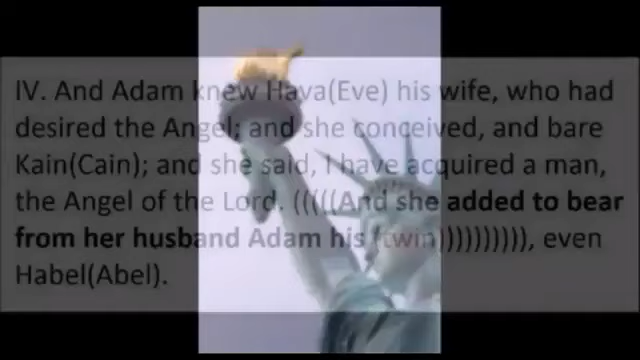 IV. And Adam knew Hava(Eve) his wife, who had
desired the Angel; and she conceived, and bare
Kain(Cain); and she said, I have acquired a man,
the Angel of the Lord. (((((And she added to bear
from her husband Adam his (twin)))))))))), even
Habel(Abel).